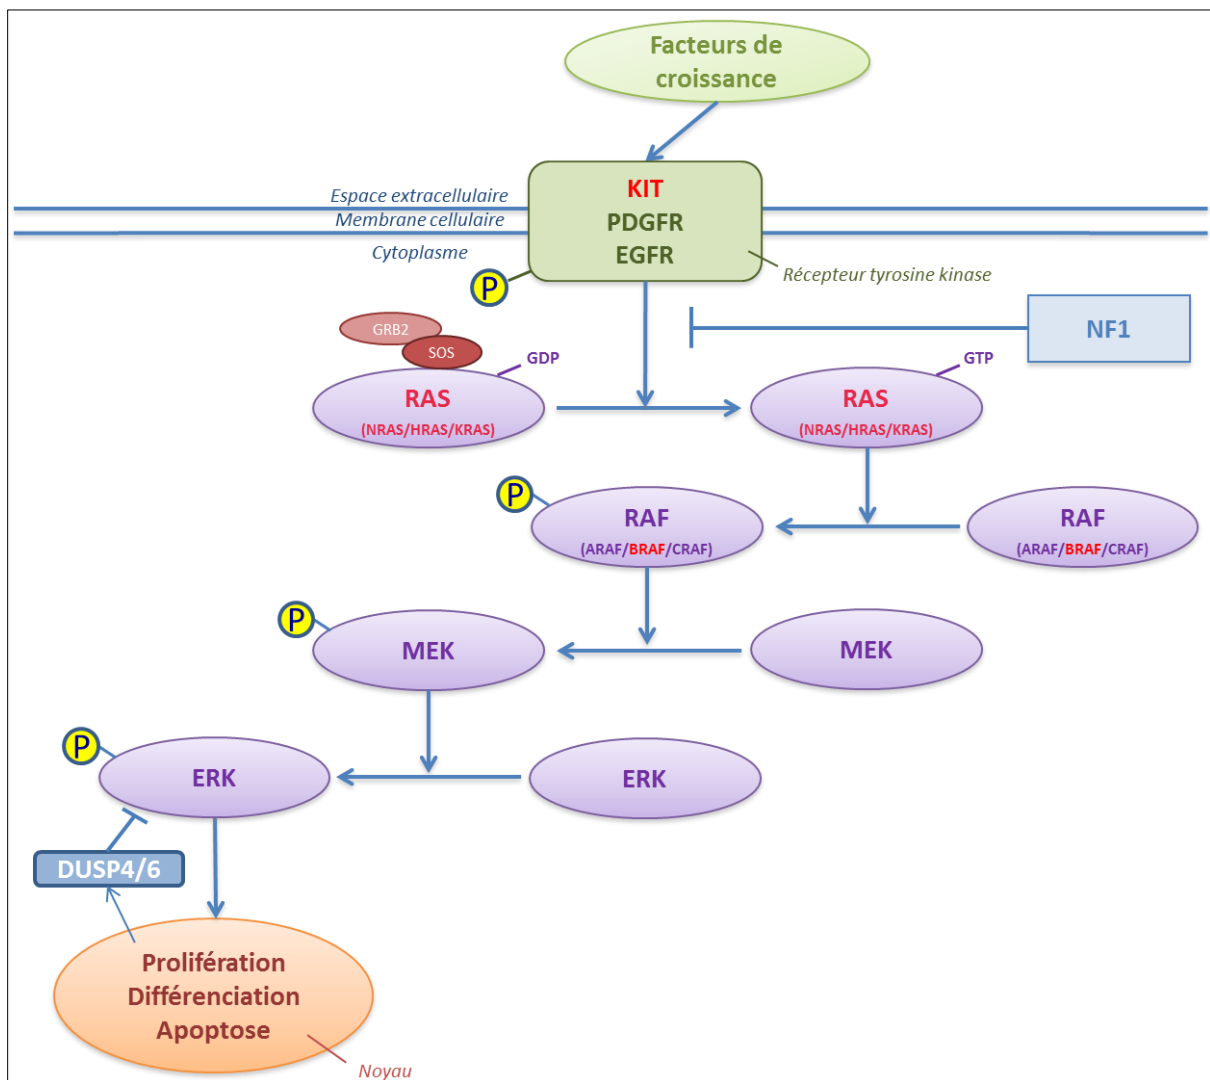 Facteurs de
croissance
KIT
PDGFR
EGFR
Espace extracellulaire
Membrane cellulaire
Cytoplasme
P
Récepteur tyrosine kinase
NF1
GRB2
SOS
GDP
RAS
(NRAS/HRAS/KRAS)
GTP
RAS
(NRAS/HRAS/KRAS)
P
RAF
(ARAF/BRAF/CRAF)
RAF
(ARAF/BRAF/CRAF)
P
MEK
MEK
P
ERK
ERK
DUSP4/6
Prolifération
Différenciation
Apoptose
Noyau